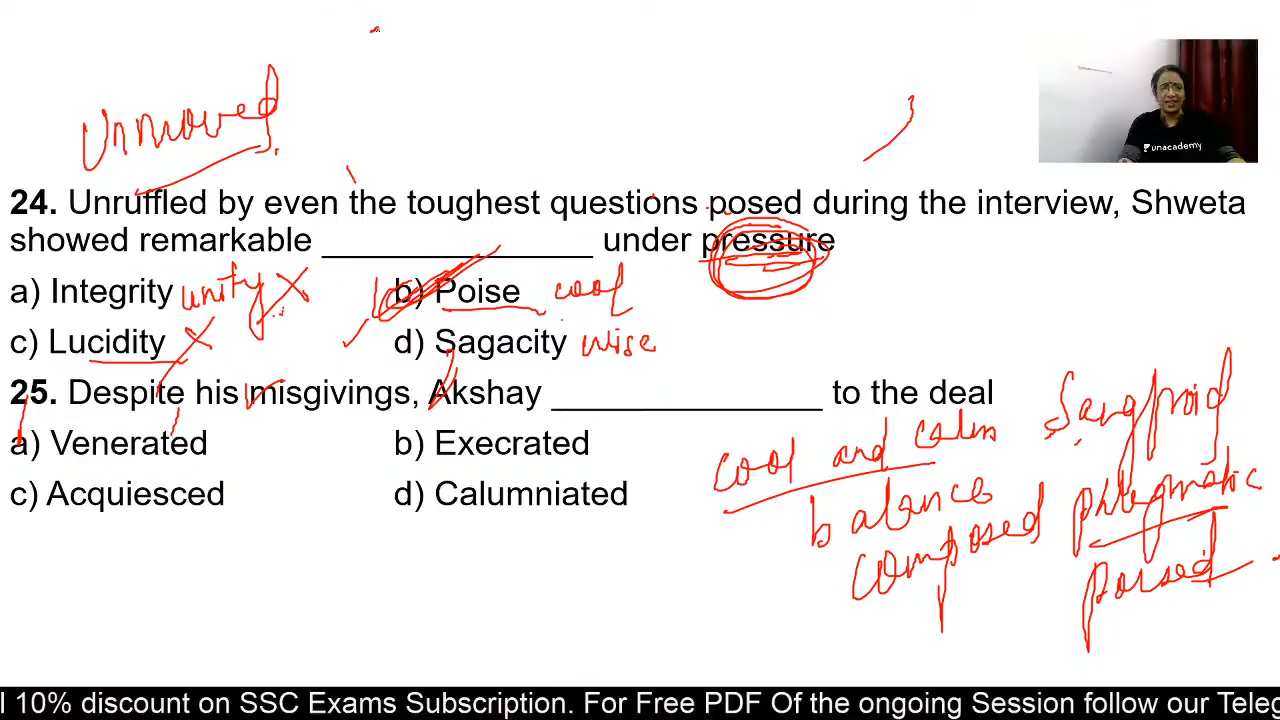 Unmoved
unacademy
24. Unruffled by even the toughest questions posed during the interview, Shweta
showed remarkable ______________ under pressure
a) Integrity unity b) Poise cool
c) Lucidity d) Sagacity wise
25. Despite his misgivings, Akshay ______________ to the deal
a) Venerated b) Execrated
c) Acquiesced d) Calumniated
cool and calm Sangfroid
balance phlegmatic
composed poised
l 10% discount on SSC Exams Subscription. For Free PDF Of the ongoing Session follow our Teleg